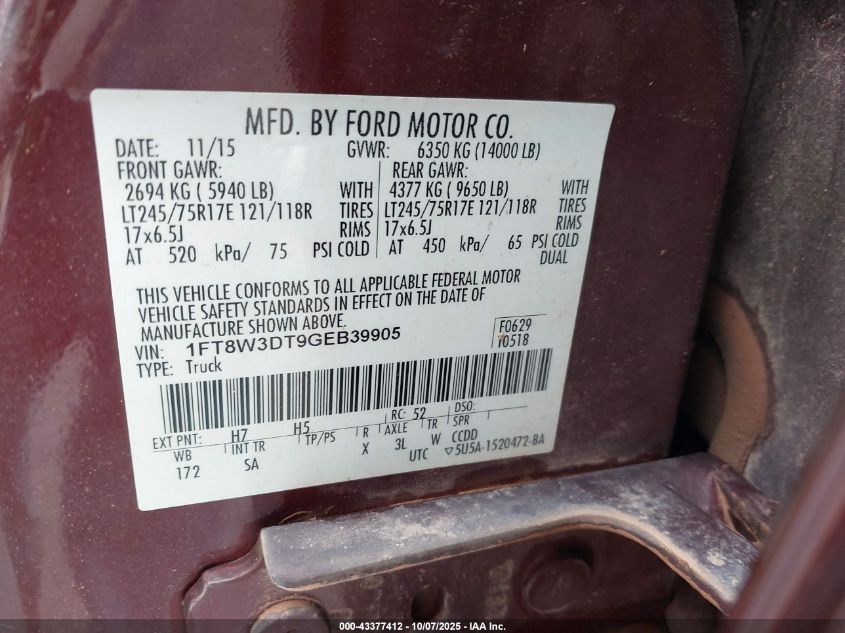 MFD. BY FORD MOTOR CO.
DATE: 11/15 GVWR: 6350 KG (14000 LB)
FRONT GAWR: REAR GAWR:
2694 KG ( 5940 LB) WITH 4377 KG ( 9650 LB) WITH
LT245/75R17E 121/118R TIRES LT245/75R17E 121/118R TIRES
17x6.5J RIMS 17x6.5J RIMS
AT 520 kPa/ 75 PSI COLD AT 450 kPa/ 65 PSI COLD
DUAL
THIS VEHICLE CONFORMS TO ALL APPLICABLE FEDERAL MOTOR
VEHICLE SAFETY STANDARDS IN EFFECT ON THE DATE OF
MANUFACTURE SHOWN ABOVE.
VIN: 1FT8W3DT9GEB39905 F0629
TYPE: Truck T0518
EXT PNT: H7 H5 RC: 52 DSO:
WB INT TR TP/PS R AXLE TR SPR
172 SA X 3L W CCDD
UTC ▽5U5A-1520472-BA
000-43377412 - 10/07/2025 - IAA Inc.